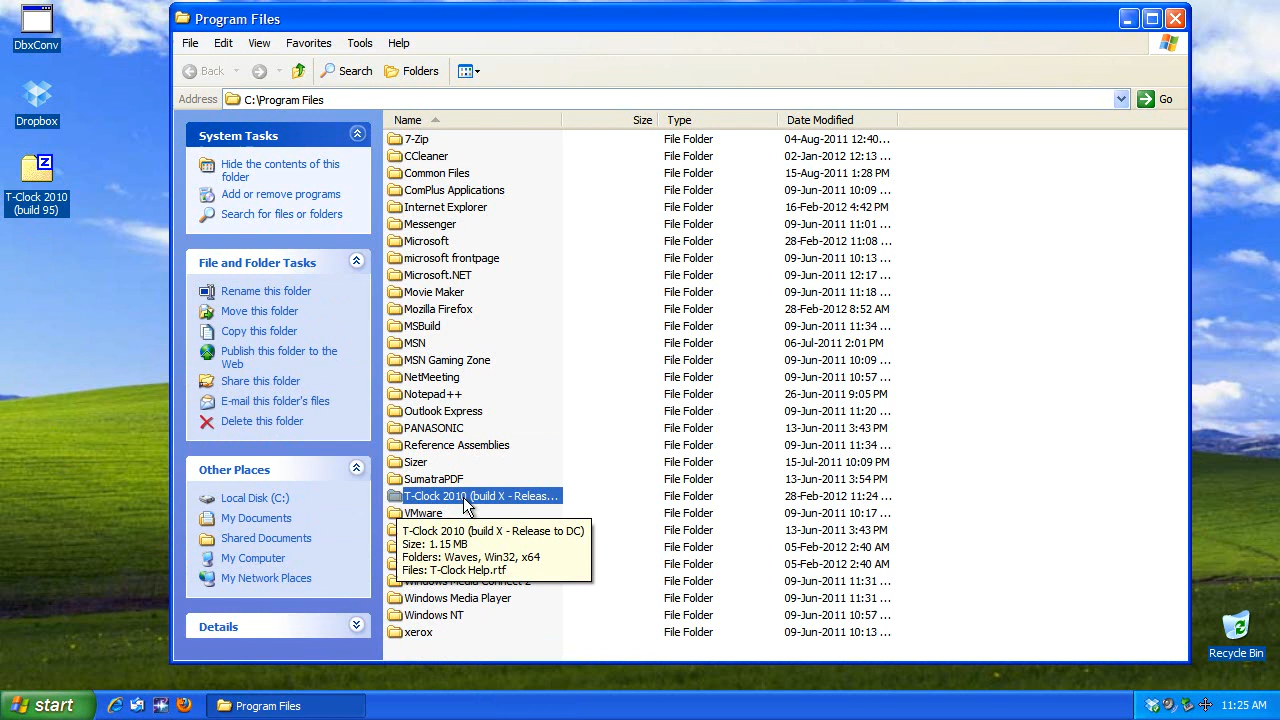 DbxConv
Dropbox
T-Clock 2010
(build 95)
Program Files
File Edit View Favorites Tools Help
Back Search Folders
Address C:\Program Files Go
System Tasks
Hide the contents of this
folder
Add or remove programs
Search for files or folders
File and Folder Tasks
Rename this folder
Move this folder
Copy this folder
Publish this folder to the
Web
Share this folder
E-mail this folder's files
Delete this folder
Other Places
Local Disk (C:)
My Documents
Shared Documents
My Computer
My Network Places
Details
Name Size Type Date Modified
7-Zip File Folder 04-Aug-2011 12:40...
CCleaner File Folder 02-Jan-2012 12:13 ...
Common Files File Folder 15-Aug-2011 1:28 PM
ComPlus Applications File Folder 09-Jun-2011 10:09 ...
Internet Explorer File Folder 16-Feb-2012 4:42 PM
Messenger File Folder 09-Jun-2011 11:01 ...
Microsoft File Folder 28-Feb-2012 11:08 ...
microsoft frontpage File Folder 09-Jun-2011 10:13 ...
Microsoft.NET File Folder 09-Jun-2011 12:17 ...
Movie Maker File Folder 09-Jun-2011 11:18 ...
Mozilla Firefox File Folder 28-Feb-2012 8:52 AM
MSBuild File Folder 09-Jun-2011 11:34 ...
MSN File Folder 06-Jul-2011 2:01 PM
MSN Gaming Zone File Folder 09-Jun-2011 10:09 ...
NetMeeting File Folder 09-Jun-2011 10:57 ...
Notepad++ File Folder 26-Jun-2011 9:05 PM
Outlook Express File Folder 09-Jun-2011 11:20 ...
PANASONIC File Folder 13-Jun-2011 3:43 PM
Reference Assemblies File Folder 09-Jun-2011 11:34 ...
Sizer File Folder 15-Jul-2011 10:09 PM
SumatraPDF File Folder 13-Jun-2011 3:54 PM
T-Clock 2010 (build X - Releas... File Folder 28-Feb-2012 11:24 ...
VMware File Folder 09-Jun-2011 11:12 ...
File Folder 13-Jun-2011 3:43 PM
File Folder 05-Feb-2012 2:40 AM
File Folder 05-Feb-2012 2:40 AM
Windows Media Connect 2 File Folder 09-Jun-2011 11:31 ...
Windows Media Player File Folder 09-Jun-2011 11:31 ...
Windows NT File Folder 09-Jun-2011 10:57 ...
xerox File Folder 09-Jun-2011 10:13 ...
T-Clock 2010 (build X - Release to DC)
Size: 1.15 MB
Folders: Waves, Win32, x64
Files: T-Clock Help.rtf
Recycle Bin
start Program Files 11:25 AM